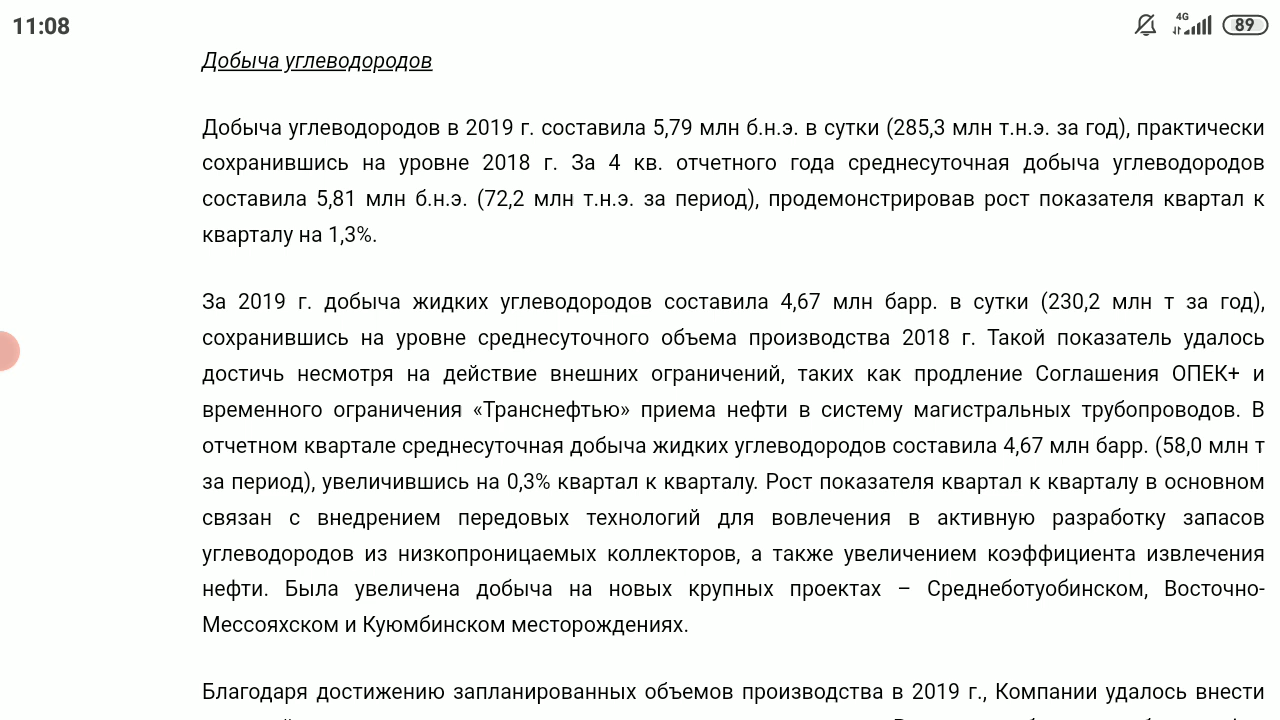 11:08
4G
89
Добыча углеводородов
Добыча углеводородов в 2019 г. составила 5,79 млн б.н.э. в сутки (285,3 млн т.н.э. за год), практически
сохранившись на уровне 2018 г. За 4 кв. отчетного года среднесуточная добыча углеводородов
составила 5,81 млн б.н.э. (72,2 млн т.н.э. за период), продемонстрировав рост показателя квартал к
кварталу на 1,3%.
За 2019 г. добыча жидких углеводородов составила 4,67 млн барр. в сутки (230,2 млн т за год),
сохранившись на уровне среднесуточного объема производства 2018 г. Такой показатель удалось
достичь несмотря на действие внешних ограничений, таких как продление Соглашения ОПЕК+ и
временного ограничения «Транснефтью» приема нефти в систему магистральных трубопроводов. В
отчетном квартале среднесуточная добыча жидких углеводородов составила 4,67 млн барр. (58,0 млн т
за период), увеличившись на 0,3% квартал к кварталу. Рост показателя квартал к кварталу в основном
связан с внедрением передовых технологий для вовлечения в активную разработку запасов
углеводородов из низкопроницаемых коллекторов, а также увеличением коэффициента извлечения
нефти. Была увеличена добыча на новых крупных проектах – Среднеботуобинском, Восточно-
Мессояхском и Куюмбинском месторождениях.
Благодаря достижению запланированных объемов производства в 2019 г., Компании удалось внести